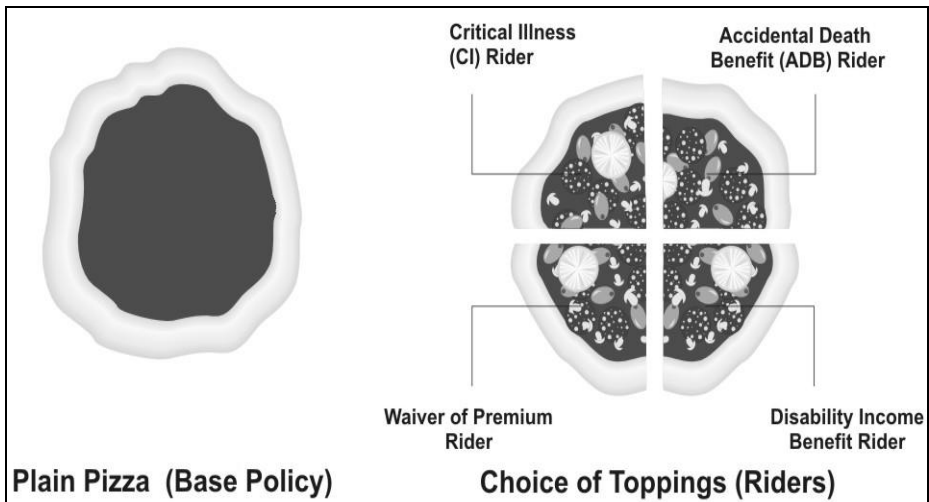 Critical Illness
(CI) Rider
Accidental Death
Benefit (ADB) Rider
Waiver of Premium
Rider
Disability Income
Benefit Rider
Plain Pizza (Base Policy)
Choice of Toppings (Riders)